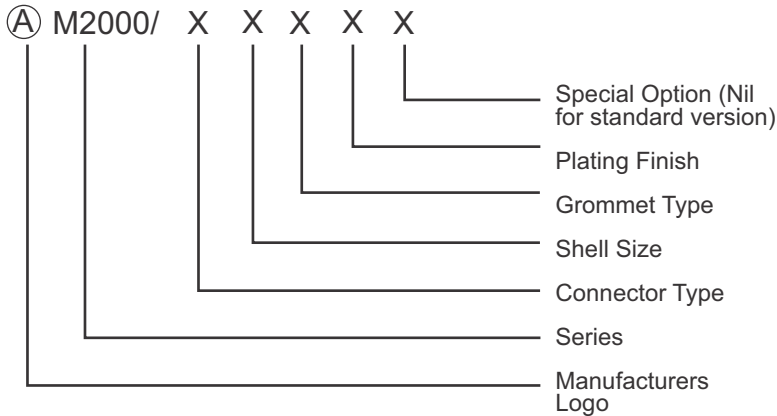 Ⓐ M2000/ X X X X X
Special Option (Nil
for standard version)
Plating Finish
Grommet Type
Shell Size
Connector Type
Series
Manufacturers
Logo